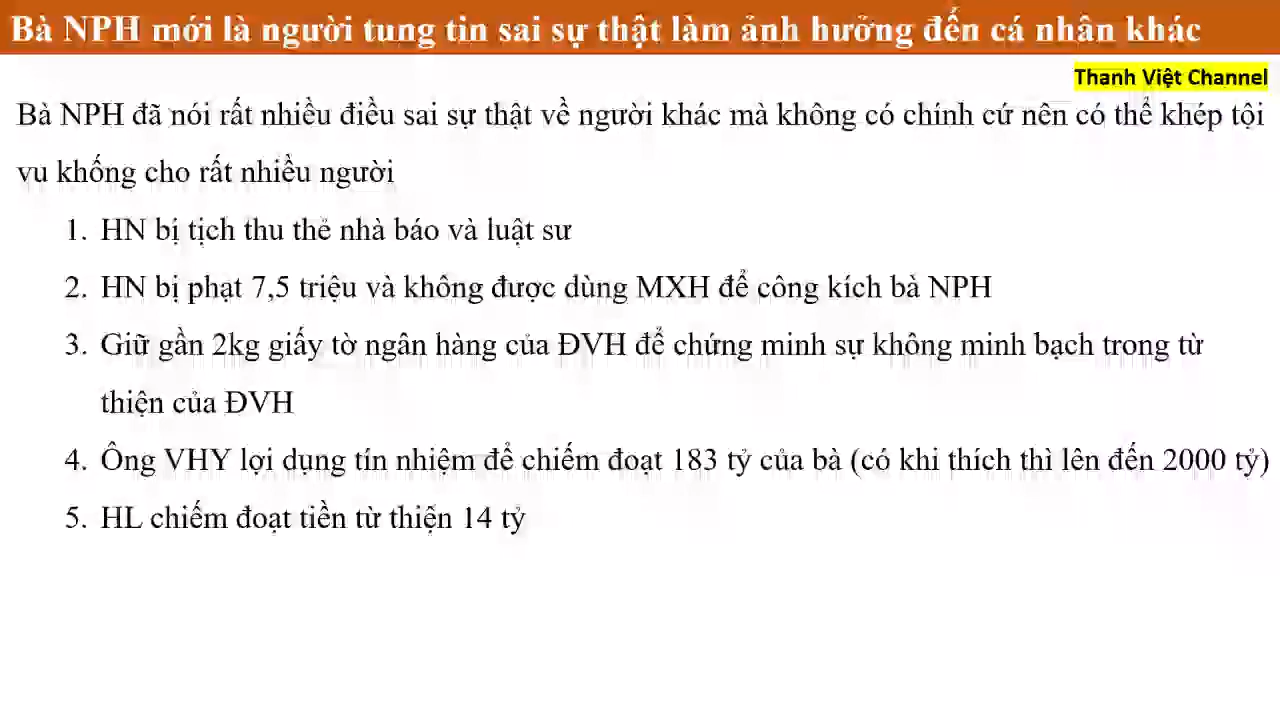 Bà NPH mới là người tung tin sai sự thật làm ảnh hưởng đến cá nhân khác
Thanh Việt Channel
Bà NPH đã nói rất nhiều điều sai sự thật về người khác mà không có chính cứ nên có thể khép tội
vu khống cho rất nhiều người
1. HN bị tịch thu thẻ nhà báo và luật sư
2. HN bị phạt 7,5 triệu và không được dùng MXH để công kích bà NPH
3. Giữ gần 2kg giấy tờ ngân hàng của ĐVH để chứng minh sự không minh bạch trong từ
thiện của ĐVH
4. Ông VHY lợi dụng tín nhiệm để chiếm đoạt 183 tỷ của bà (có khi thích thì lên đến 2000 tỷ)
5. HL chiếm đoạt tiền từ thiện 14 tỷ